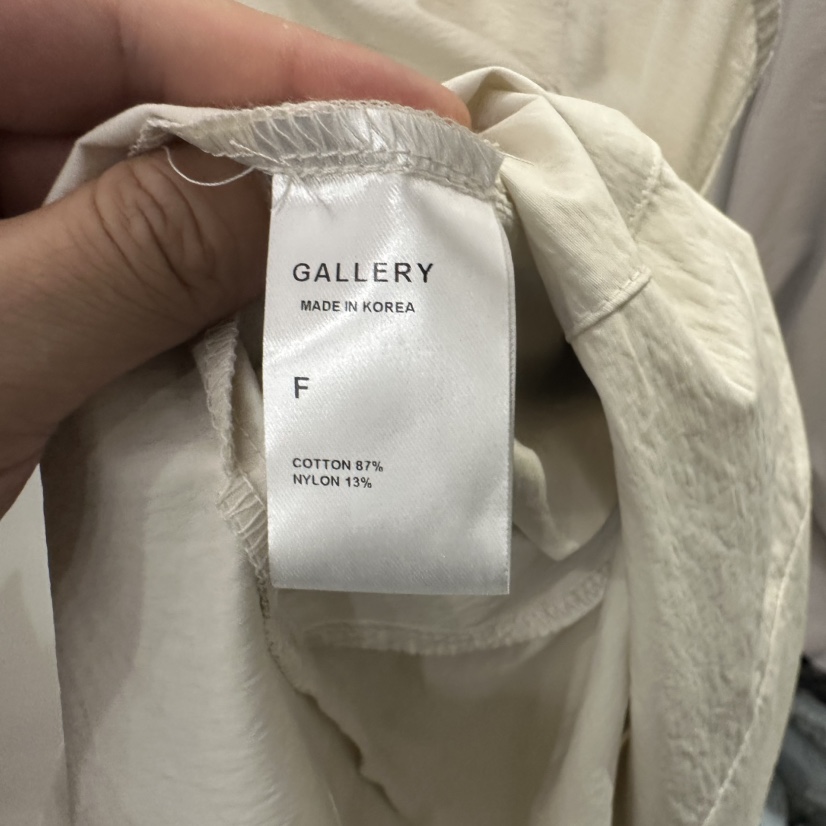 GALLERY
MADE IN KOREA
F
COTTON 87%
NYLON 13%